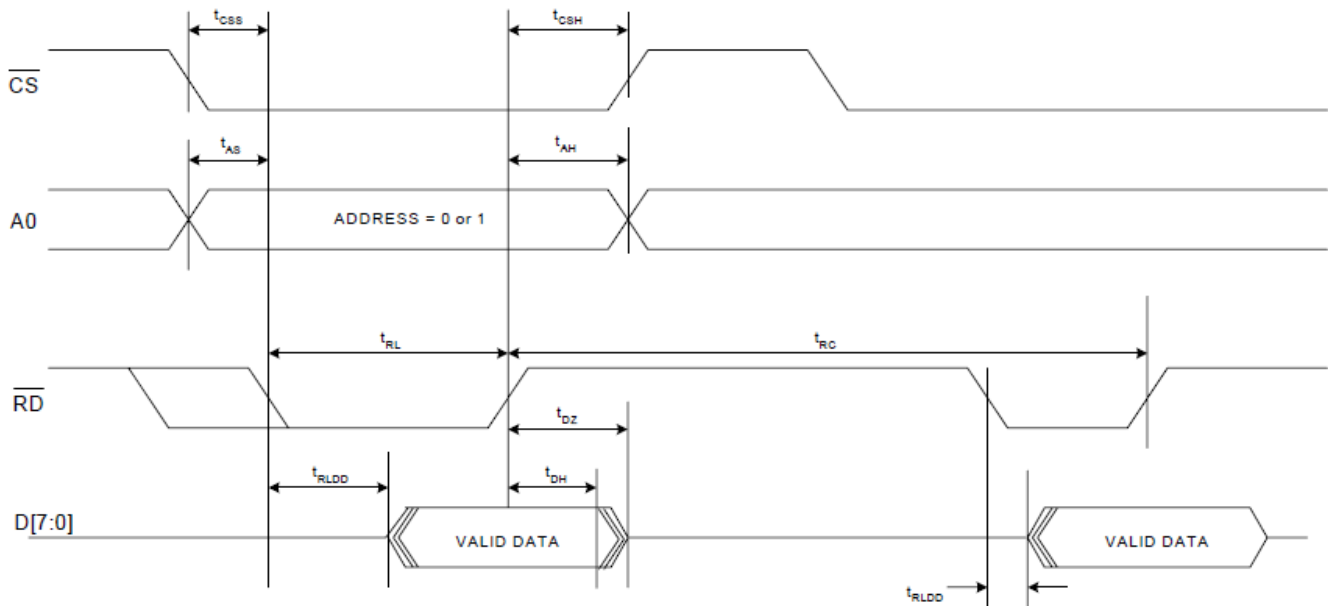 tCSS tCSH
CS
tAS tAH
A0 ADDRESS = 0 or 1
tRL tRC
RD
tDZ
tRLDD tDH
D[7:0] VALID DATA VALID DATA
tRLDD